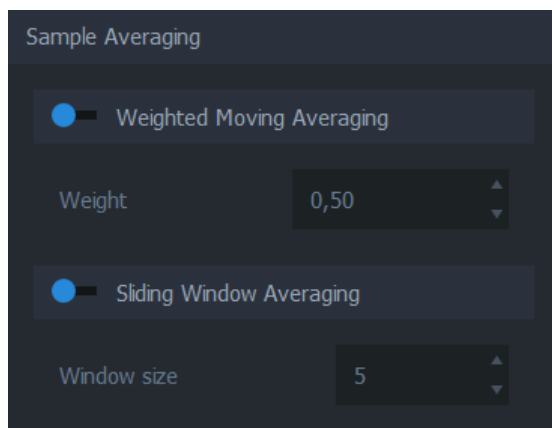 Sample Averaging
Weighted Moving Averaging
Weight 0,50
Sliding Window Averaging
Window size 5